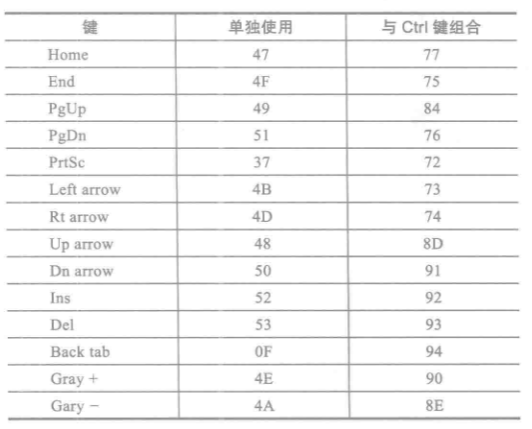 键 单独使用 与 Ctrl 键组合
Home 47 77
End 4F 75
PgUp 49 84
PgDn 51 76
PrtSc 37 72
Left arrow 4B 73
Rt arrow 4D 74
Up arrow 48 8D
Dn arrow 50 91
Ins 52 92
Del 53 93
Back tab 0F 94
Gray + 4E 90
Gary − 4A 8E